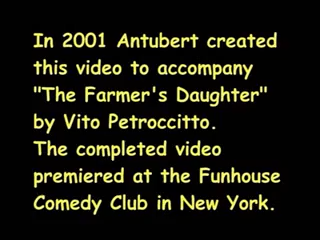 In 2001 Antubert created
this video to accompany
"The Farmer's Daughter"
by Vito Petroccitto.
The completed video
premiered at the Funhouse
Comedy Club in New York.